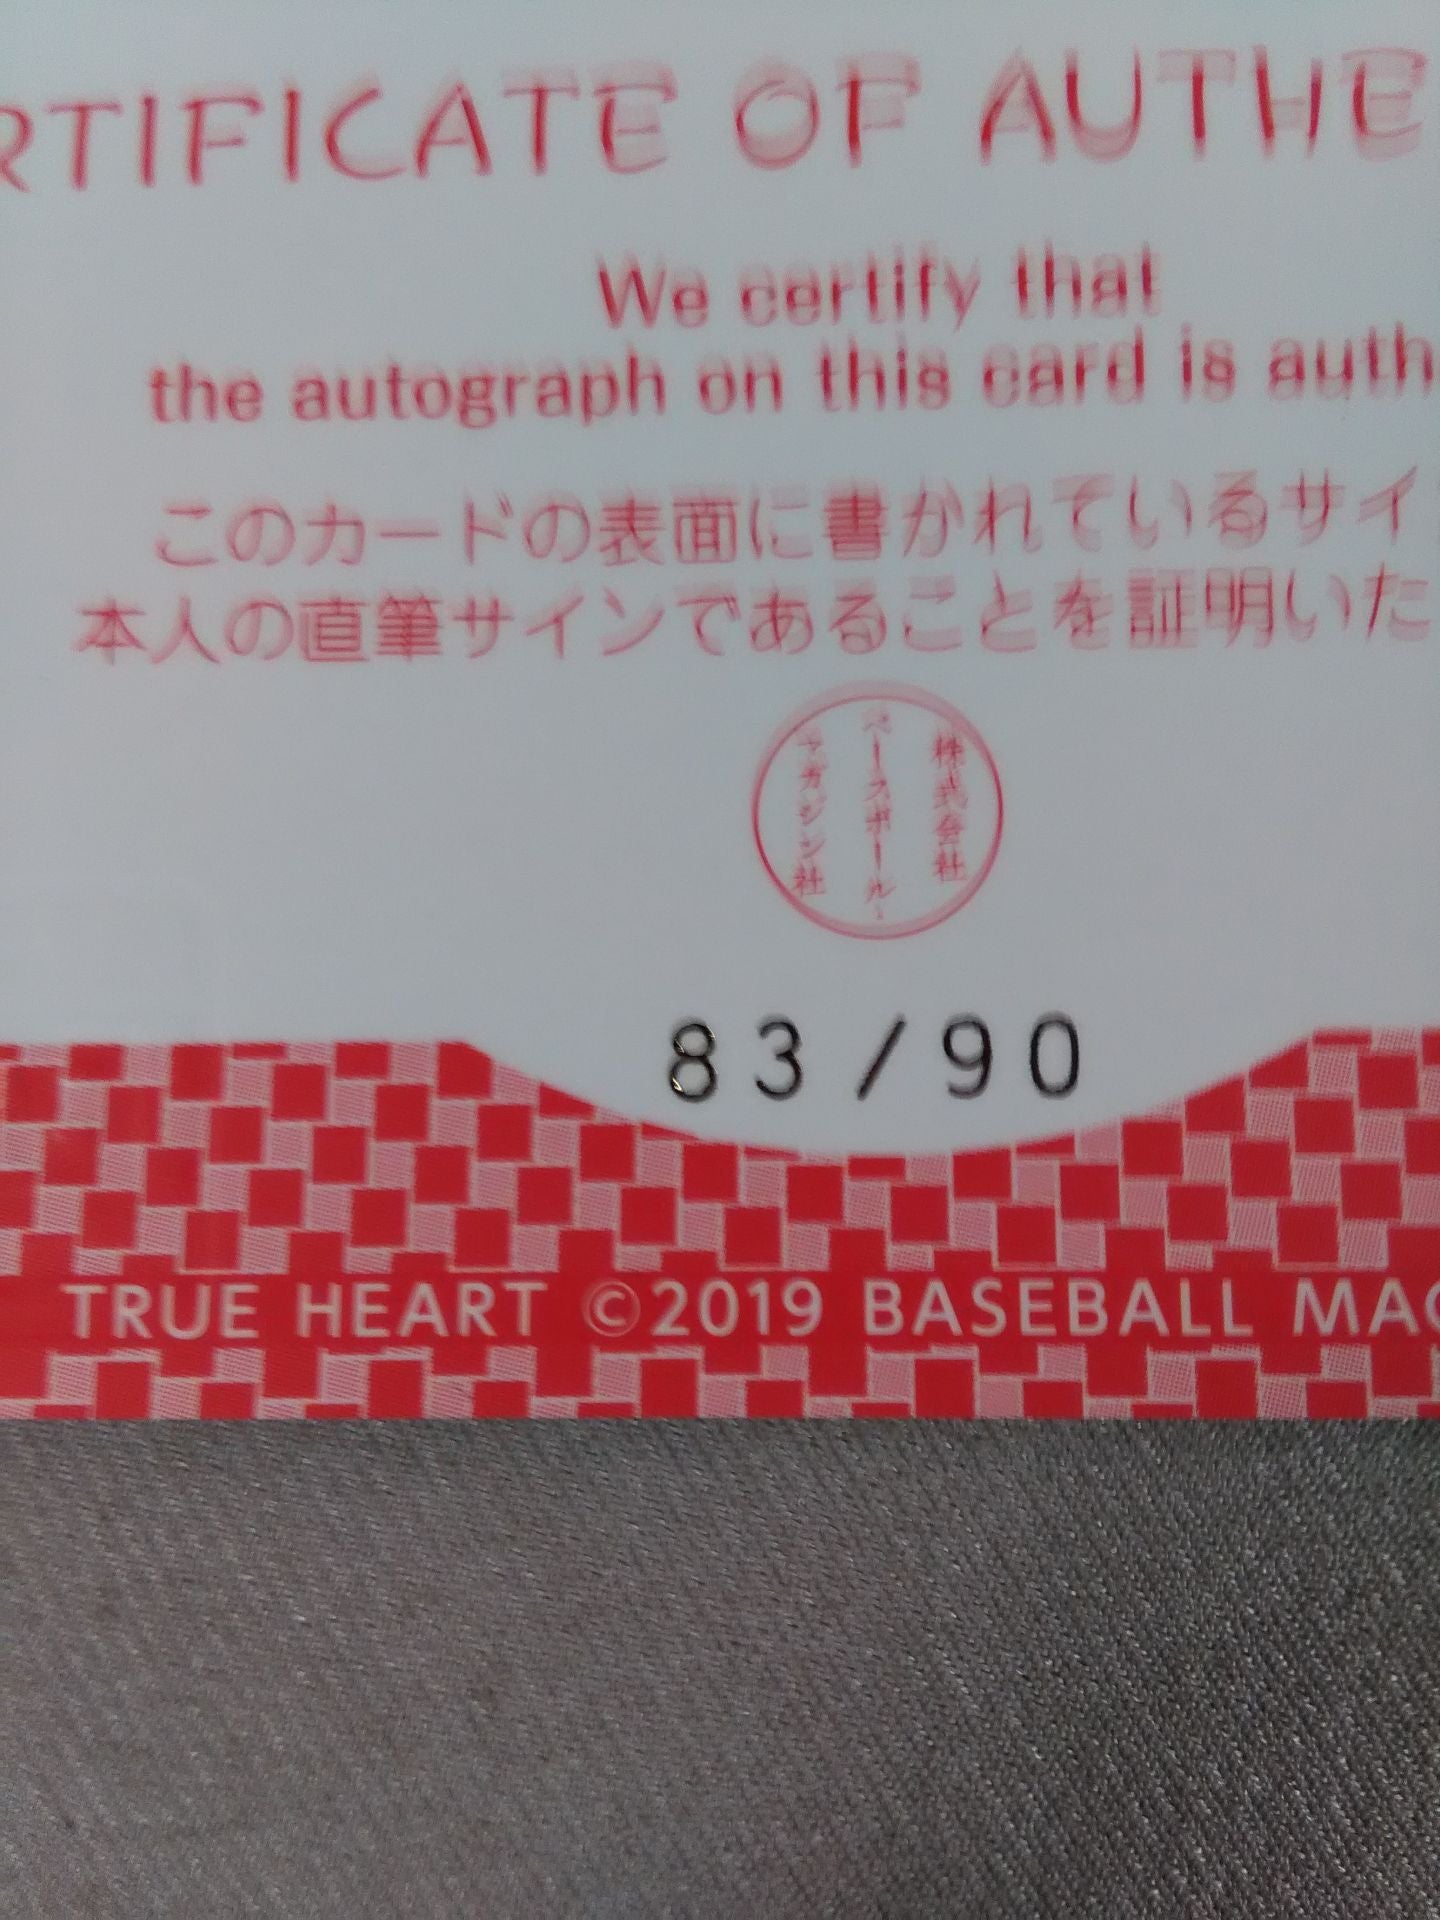 RTIFICATE OF AUTHE
We certify that
the autograph on this card is auth
このカードの表面に書かれているサイ
本人の直筆サインであることを証明いた
株式会社
ベースボール・
マガジン社
83/90
TRUE HEART ©2019 BASEBALL MAG